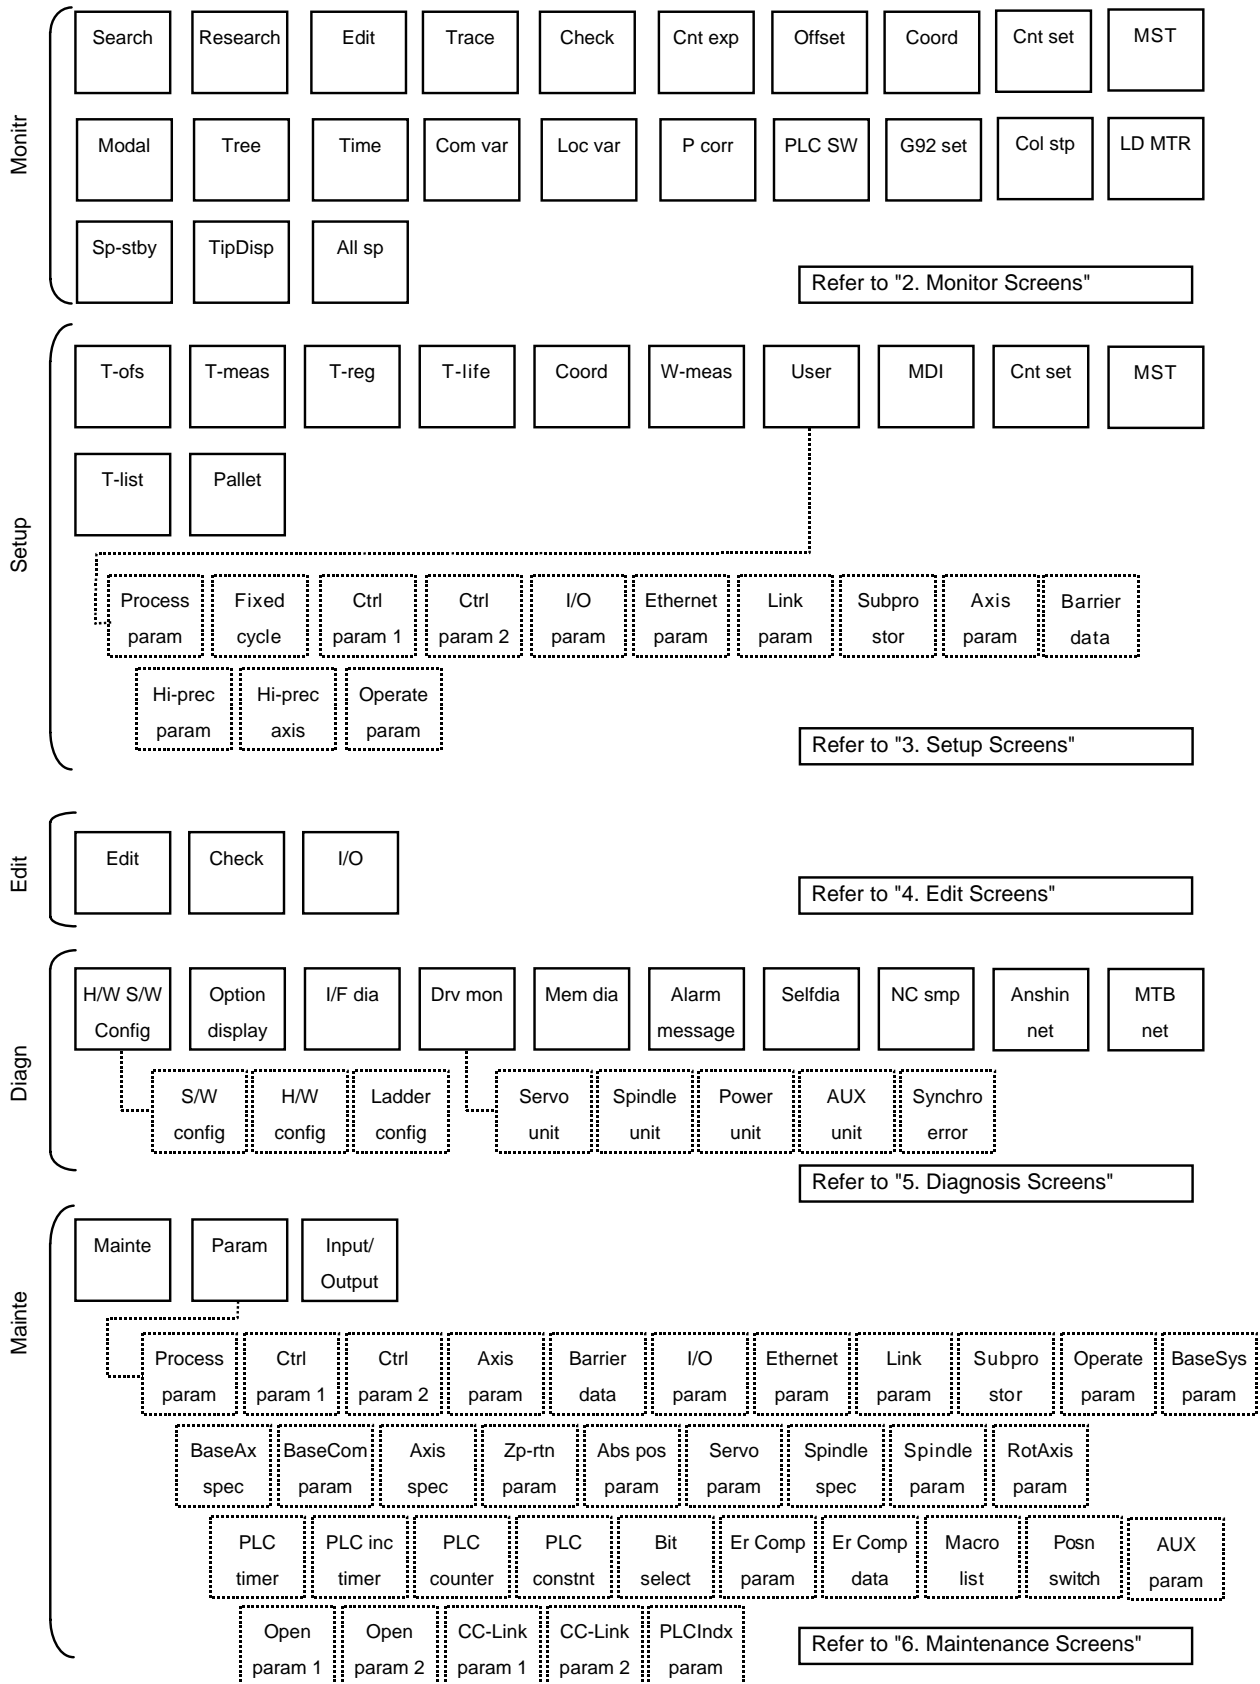 Monitr
Search Research Edit Trace Check Cnt exp Offset Coord Cnt set MST
Modal Tree Time Com var Loc var P corr PLC SW G92 set Col stp LD MTR
Sp-stby TipDisp All sp
Refer to "2. Monitor Screens"
Setup
T-ofs T-meas T-reg T-life Coord W-meas User MDI Cnt set MST
T-list Pallet
Process Fixed Ctrl Ctrl I/O Ethernet Link Subpro Axis Barrier
param cycle param 1 param 2 param param param stor param data
Hi-prec Hi-prec Operate
param axis param
Refer to "3. Setup Screens"
Edit
Edit Check I/O
Refer to "4. Edit Screens"
Diagn
H/W S/W Option I/F dia Drv mon Mem dia Alarm Selfdia NC smp Anshin MTB
Config display message net net
S/W H/W Ladder Servo Spindle Power AUX Synchro
config config config unit unit unit unit error
Refer to "5. Diagnosis Screens"
Mainte
Mainte Param Input/
Output
Process Ctrl Ctrl Axis Barrier I/O Ethernet Link Subpro Operate BaseSys
param param 1 param 2 param data param param param stor param param
BaseAx BaseCom Axis Zp-rtn Abs pos Servo Spindle Spindle RotAxis
spec param spec param param param spec param param
PLC PLC inc PLC PLC Bit Er Comp Er Comp Macro Posn AUX
timer timer counter constnt select param data list switch param
Open Open CC-Link CC-Link PLCIndx
param 1 param 2 param 1 param 2 param
Refer to "6. Maintenance Screens"